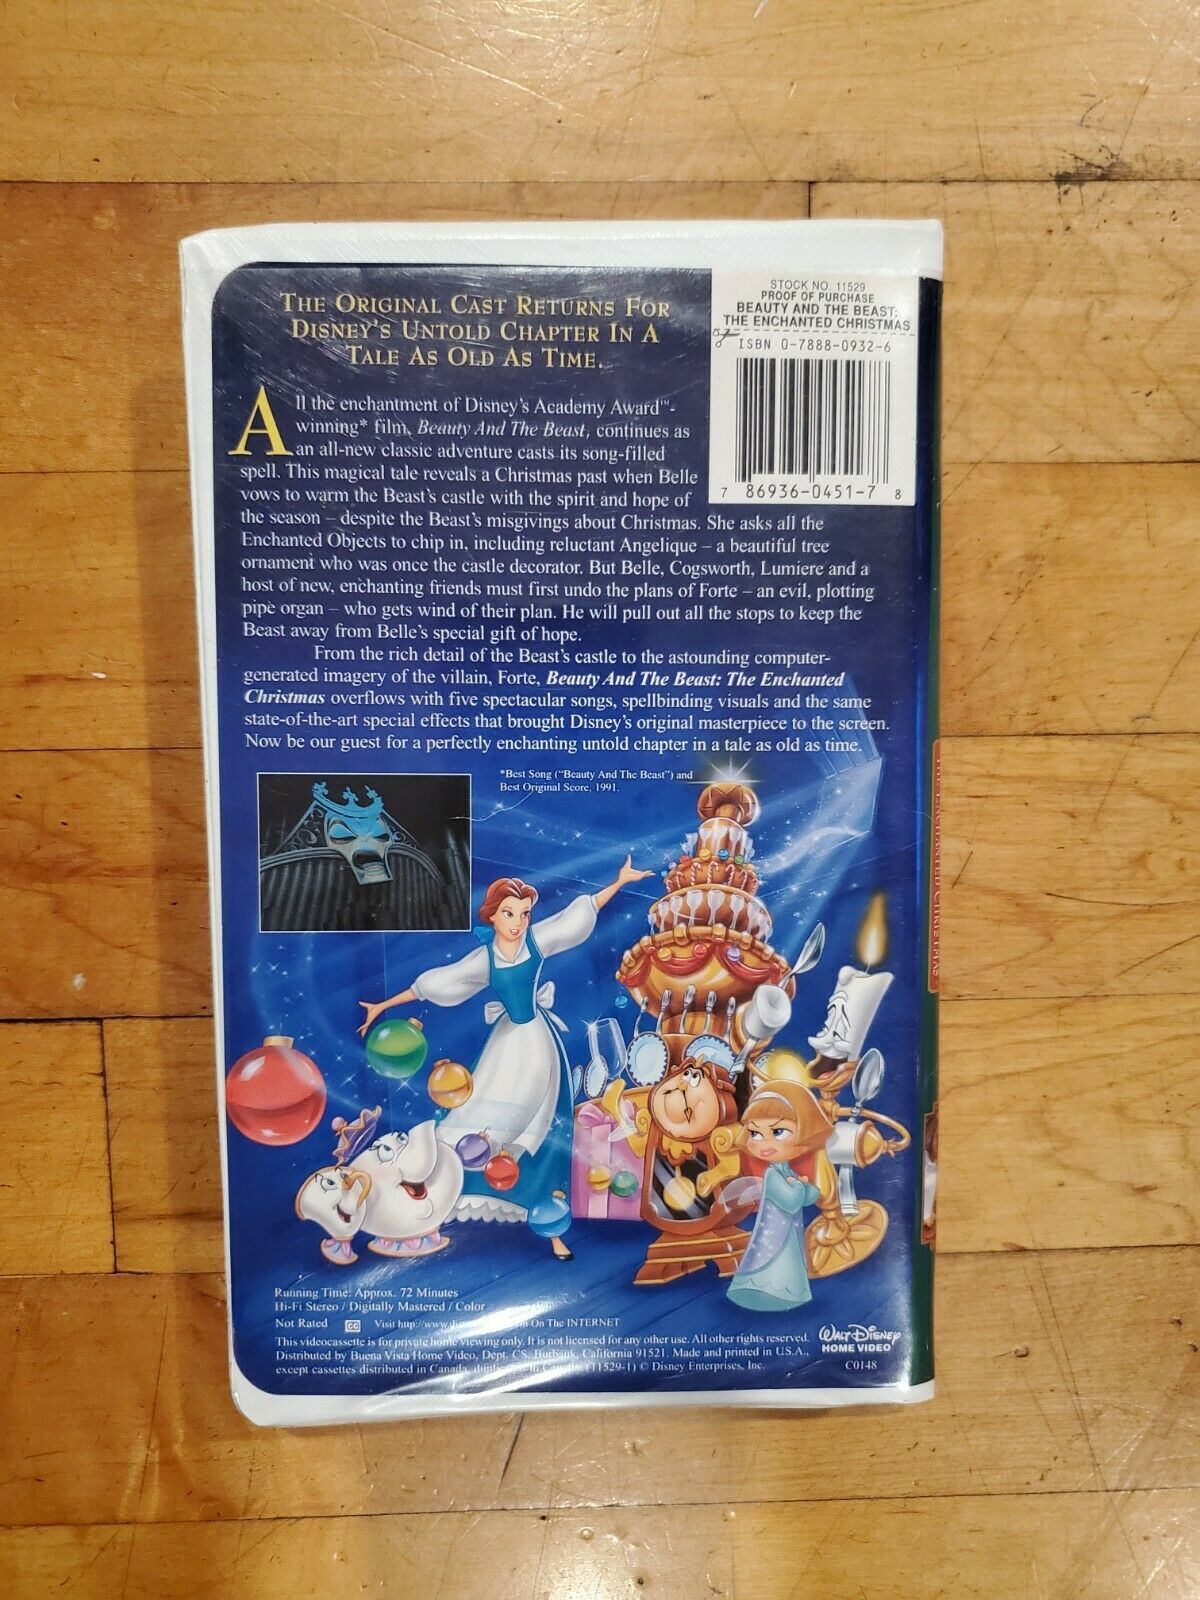 THE ORIGINAL CAST RETURNS FOR
DISNEY'S UNTOLD CHAPTER IN A
TALE AS OLD AS TIME.
STOCK NO. 11529
PROOF OF PURCHASE
BEAUTY AND THE BEAST:
THE ENCHANTED CHRISTMAS
ISBN 0-7888-0932-6
7 86936-0451-7 8
All the enchantment of Disney's Academy Award™-
winning* film, Beauty And The Beast, continues as
an all-new classic adventure casts its song-filled
spell. This magical tale reveals a Christmas past when Belle
vows to warm the Beast's castle with the spirit and hope of
the season – despite the Beast's misgivings about Christmas. She asks all the
Enchanted Objects to chip in, including reluctant Angelique – a beautiful tree
ornament who was once the castle decorator. But Belle, Cogsworth, Lumiere and a
host of new, enchanting friends must first undo the plans of Forte – an evil, plotting
pipe organ – who gets wind of their plan. He will pull out all the stops to keep the
Beast away from Belle's special gift of hope.
From the rich detail of the Beast's castle to the astounding computer-
generated imagery of the villain, Forte, Beauty And The Beast: The Enchanted
Christmas overflows with five spectacular songs, spellbinding visuals and the same
state-of-the-art special effects that brought Disney's original masterpiece to the screen.
Now be our guest for a perfectly enchanting untold chapter in a tale as old as time.
*Best Song ("Beauty And The Beast") and
Best Original Score, 1991.
THE ENCHANTED CHRISTMAS
Running Time: Approx. 72 Minutes
Hi-Fi Stereo / Digitally Mastered / Color
Not Rated CC Visit On The INTERNET
This videocassette is for private home viewing only. It is not licensed for any other use. All other rights reserved.
Distributed by Buena Vista Home Video, Dept. CS, Burbank, California 91521. Made and printed in U.S.A.,
except cassettes distributed in Canada, duplicated in Canada. (11529-1) © Disney Enterprises, Inc.
WALT DISNEY
HOME VIDEO
C0148